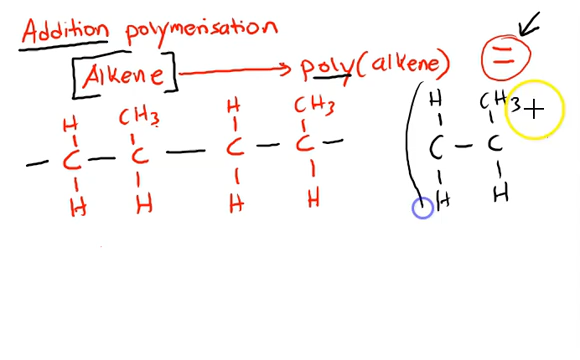 Addition polymerisation
Alkene → poly(alkene) =
H CH3 H CH3 H CH3
– C – C — C – C – ( C – C
H H H H H H